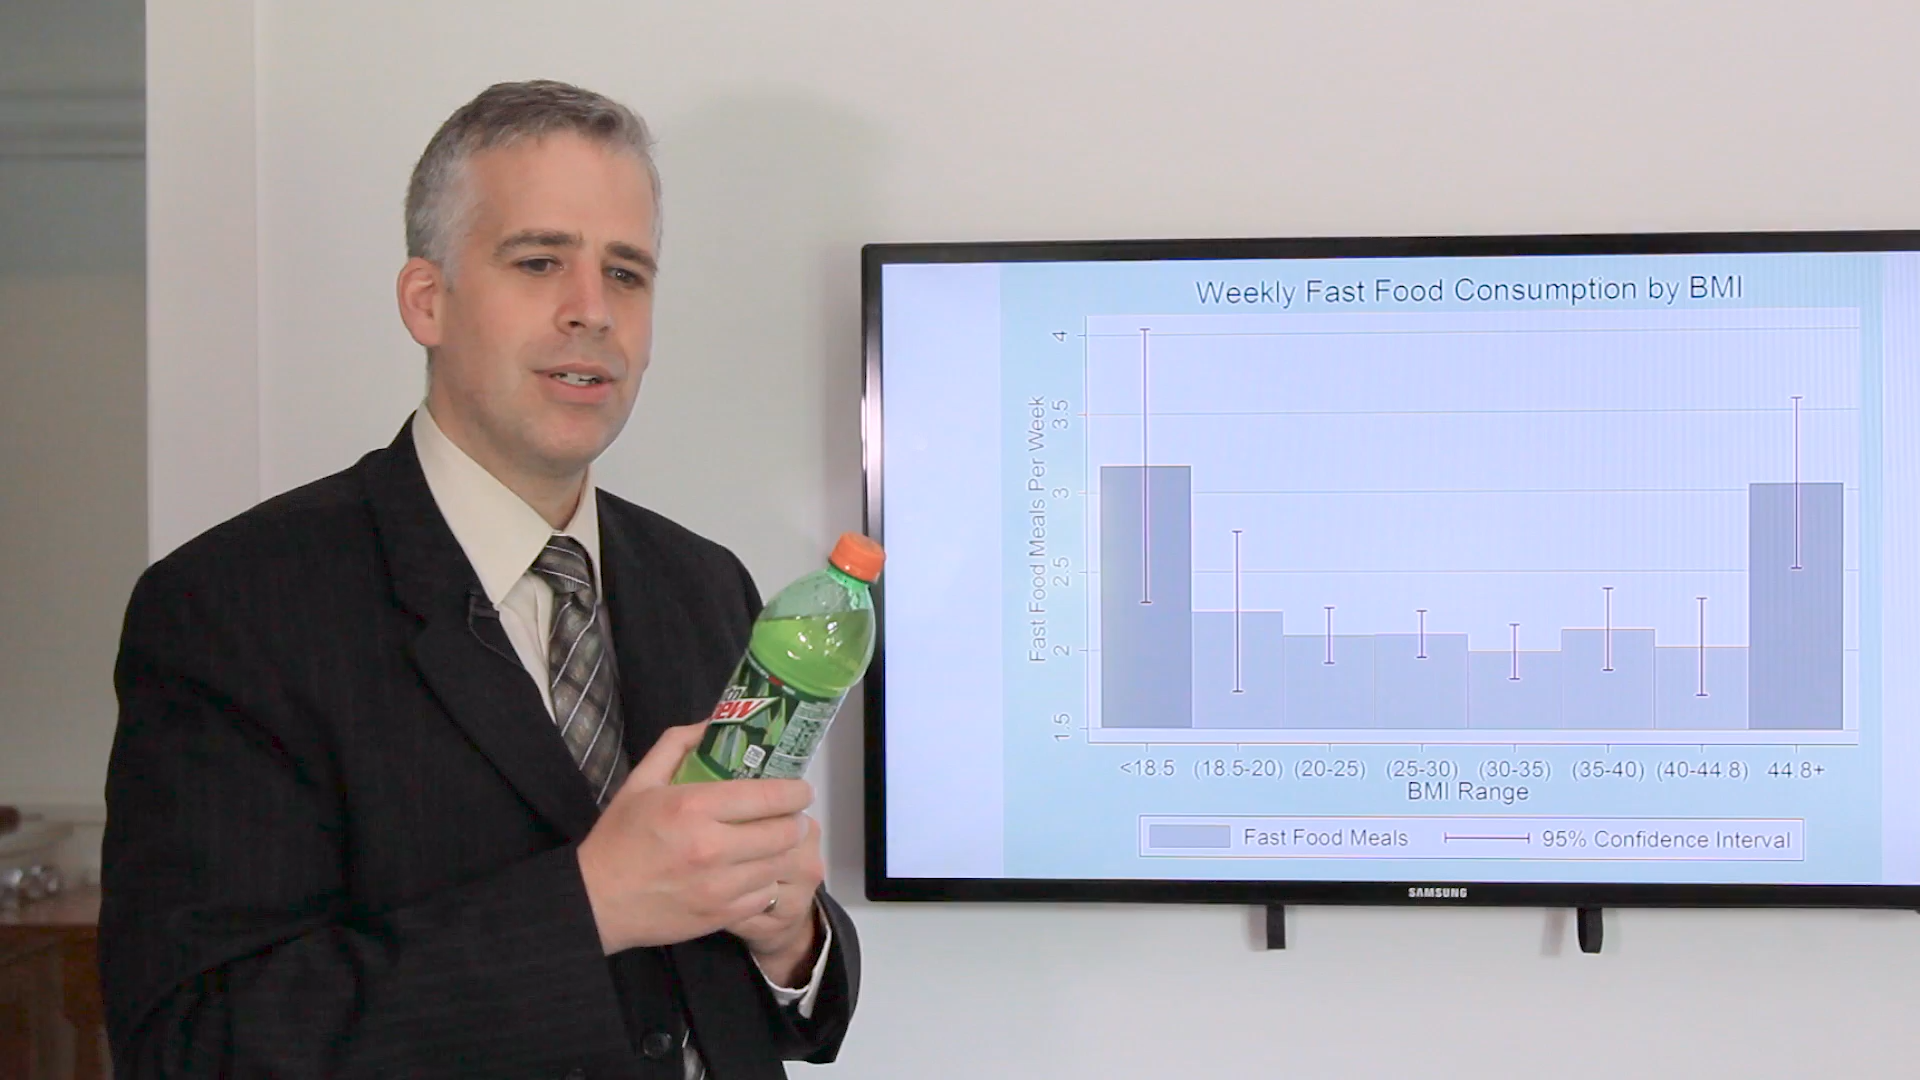 Weekly Fast Food Consumption by BMI
Fast Food Meals Per Week
4
3.5
3
2.5
2
1.5
<18.5 (18.5-20) (20-25) (25-30) (30-35) (35-40) (40-44.8) 44.8+
BMI Range
Fast Food Meals 95% Confidence Interval
SAMSUNG